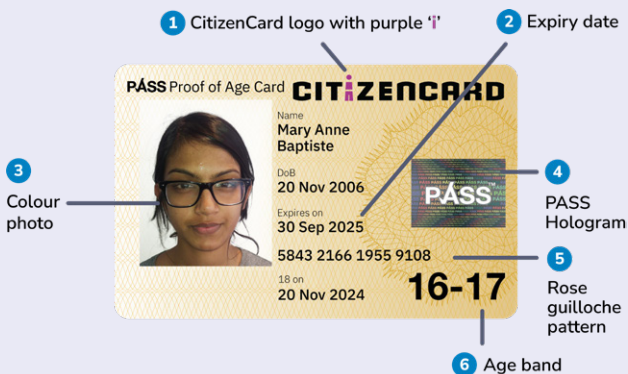 1 CitizenCard logo with purple ‘i’
2 Expiry date
PASS Proof of Age Card CITiZENCARD
Name
Mary Anne
Baptiste
DoB
20 Nov 2006
Expires on
30 Sep 2025
5843 2166 1955 9108
18 on
20 Nov 2024
PASS
16-17
3
Colour
photo
4
PASS
Hologram
5
Rose
guilloche
pattern
6 Age band